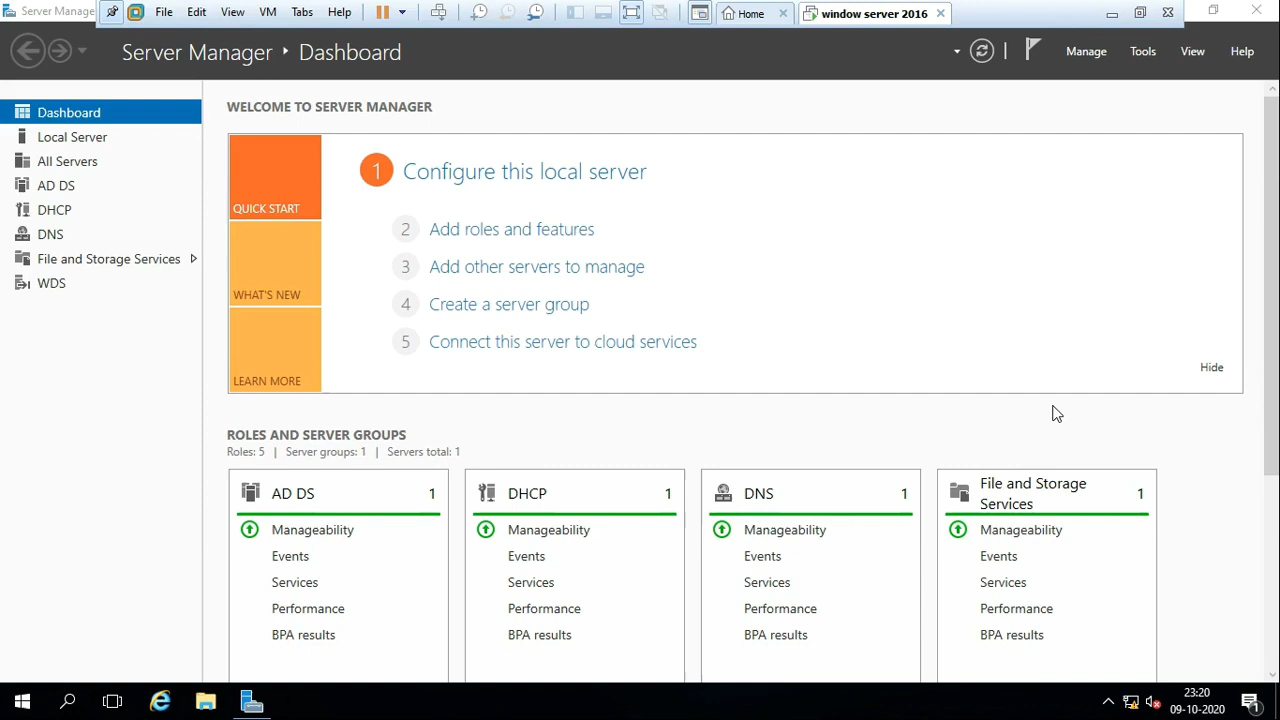 Server Manag
File Edit View VM Tabs Help
Home
window server 2016
Server Manager • Dashboard
Manage Tools View Help
Dashboard
Local Server
All Servers
AD DS
DHCP
DNS
File and Storage Services
WDS
WELCOME TO SERVER MANAGER
QUICK START
WHAT'S NEW
LEARN MORE
1 Configure this local server
2 Add roles and features
3 Add other servers to manage
4 Create a server group
5 Connect this server to cloud services
Hide
ROLES AND SERVER GROUPS
Roles: 5 | Server groups: 1 | Servers total: 1
AD DS 1
Manageability
Events
Services
Performance
BPA results
DHCP 1
Manageability
Events
Services
Performance
BPA results
DNS 1
Manageability
Events
Services
Performance
BPA results
File and Storage
Services 1
Manageability
Events
Services
Performance
BPA results
23:20
09-10-2020
1